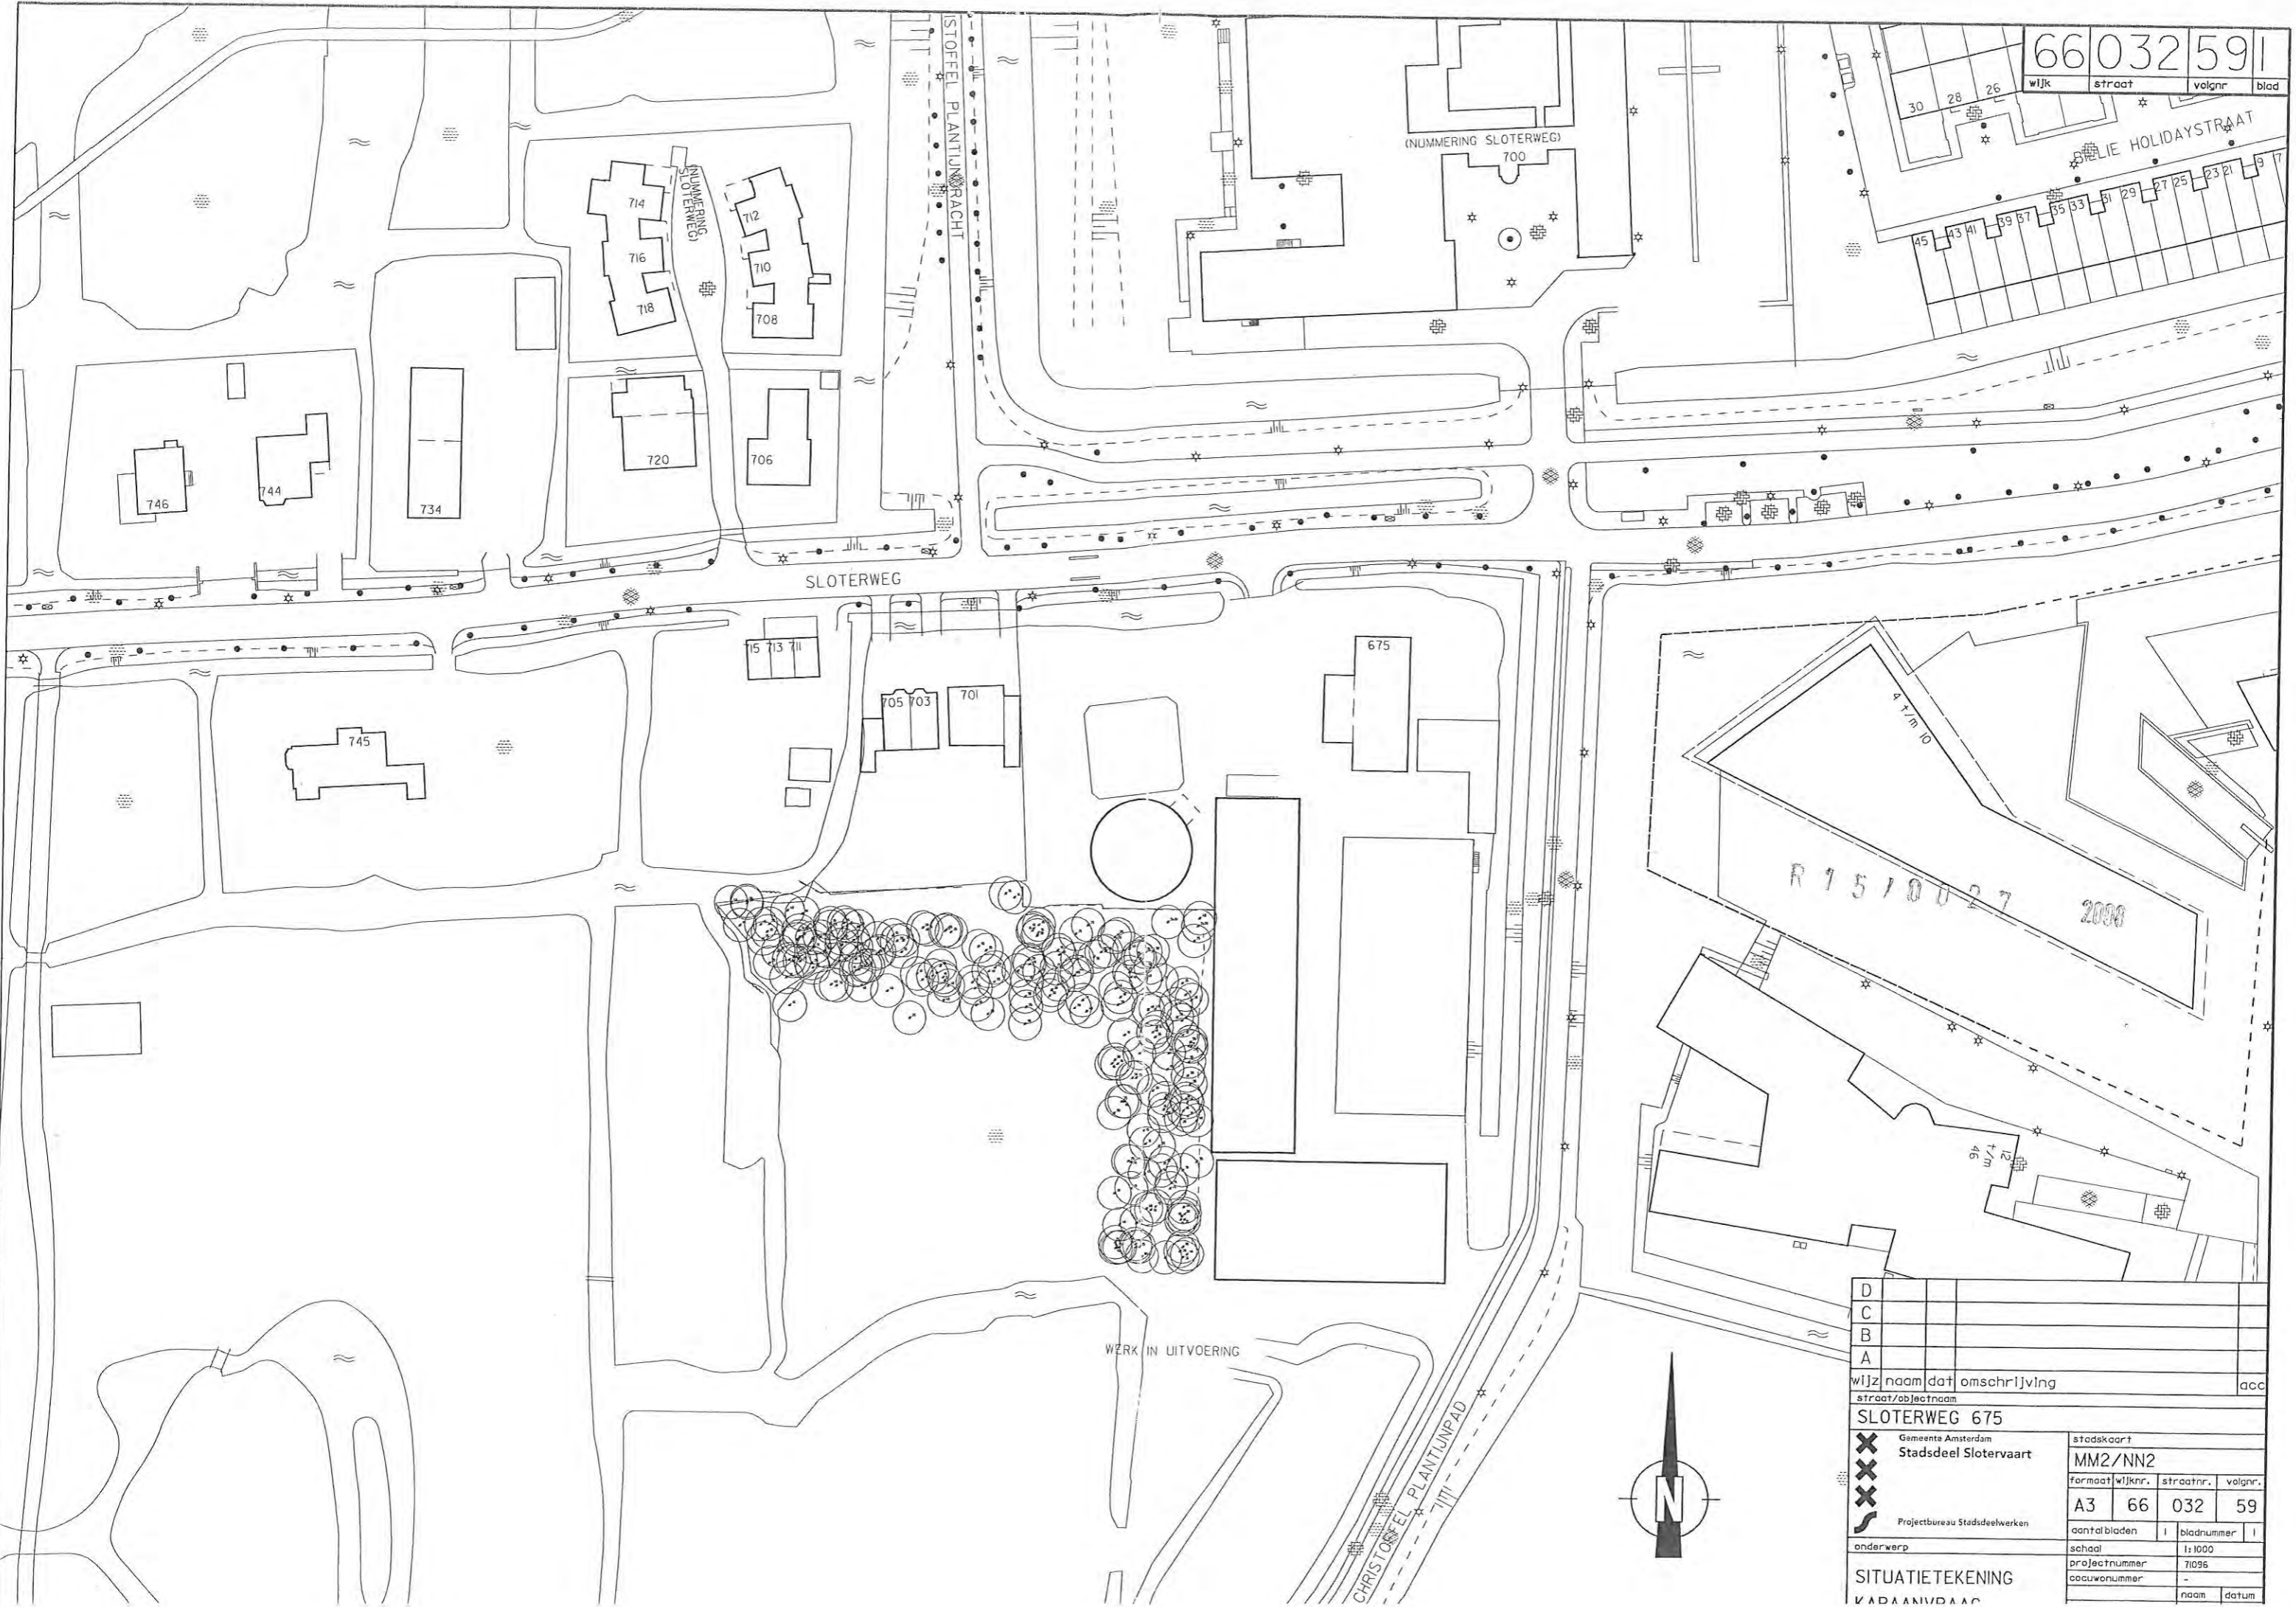 66 032 59 1
wijk straat volgnr blad
30 28 26
BILLIE HOLIDAYSTRAAT
45 43 41 39 37 35 33 31 29 27 25 23 21 9 7
(NUMMERING SLOTERWEG)
700
ISTOFFEL PLANTIJNGRACHT
(NUMMERING
SLOTERWEG)
714
716
718
712
710
708
720
706
746
744
734
SLOTERWEG
715 713 711
705 703
701
675
745
4 t/m 10
R 15/0027 2000
12
t/m
46
WERK IN UITVOERING
CHRISTOFFEL PLANTIJNPAD
N
D
C
B
A
wijz naam dat omschrijving acc
straat/objectnaam
SLOTERWEG 675
Gemeente Amsterdam
Stadsdeel Slotervaart
Projectbureau Stadsdeelwerken
stadskaart
MM2/NN2
formaat wijknr. straatnr. volgnr.
A3 66 032 59
aantal bladen 1 bladnummer 1
onderwerp
schaal 1:1000
projectnummer 71096
cocuwonummer -
naam datum
SITUATIETEKENING
KAPAANVRAAG